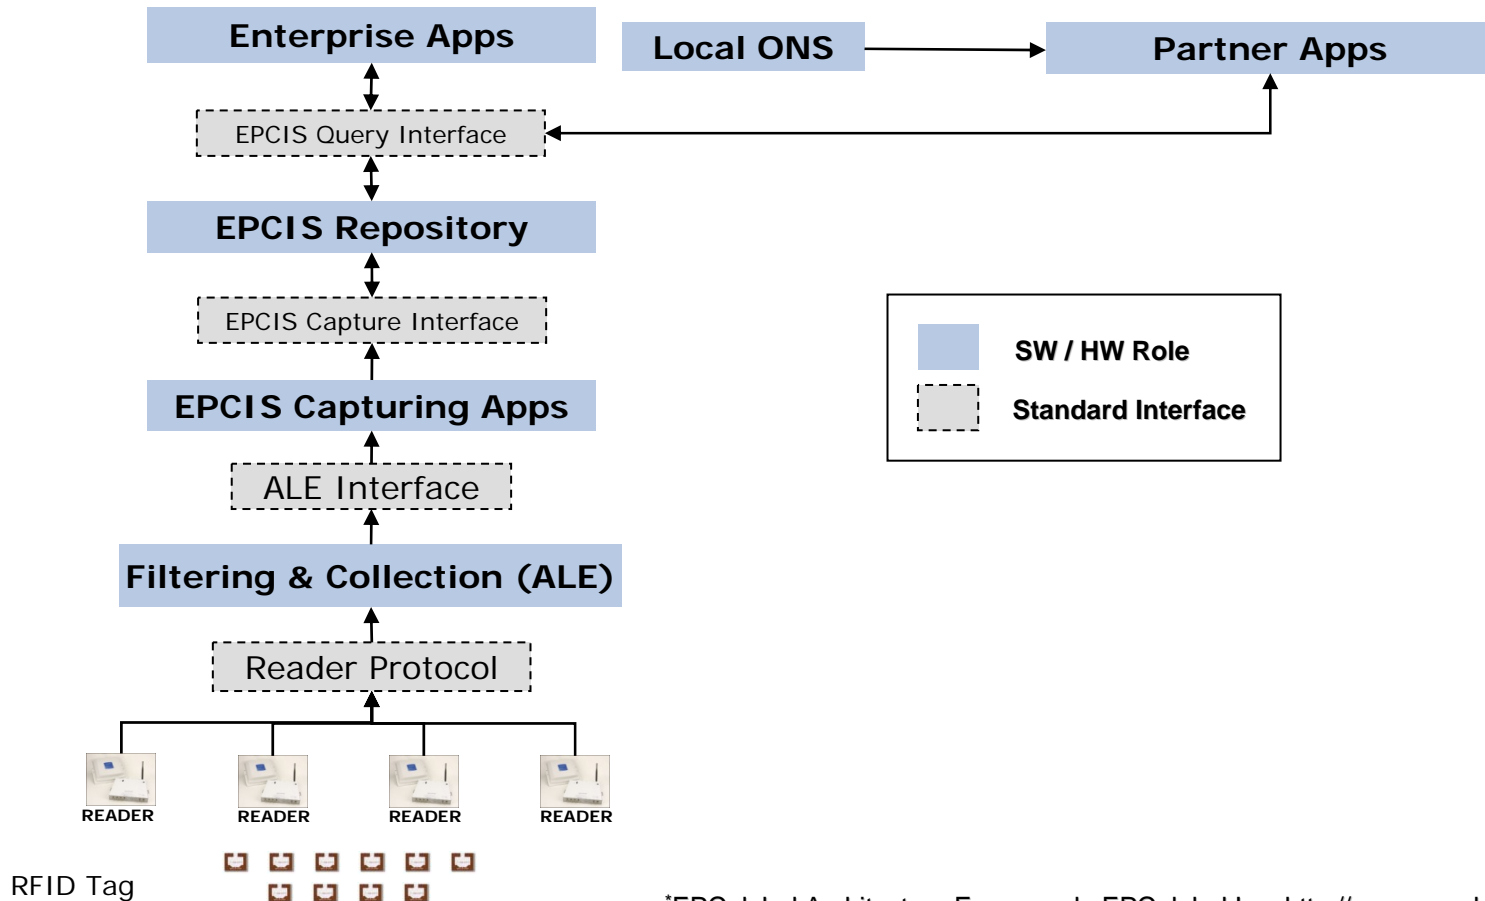 Enterprise Apps
Local ONS
Partner Apps
EPCIS Query Interface
EPCIS Repository
EPCIS Capture Interface
SW / HW Role
EPCIS Capturing Apps
Standard Interface
ALE Interface
Filtering & Collection (ALE)
Reader Protocol
READER
READER
READER
READER
RFID Tag